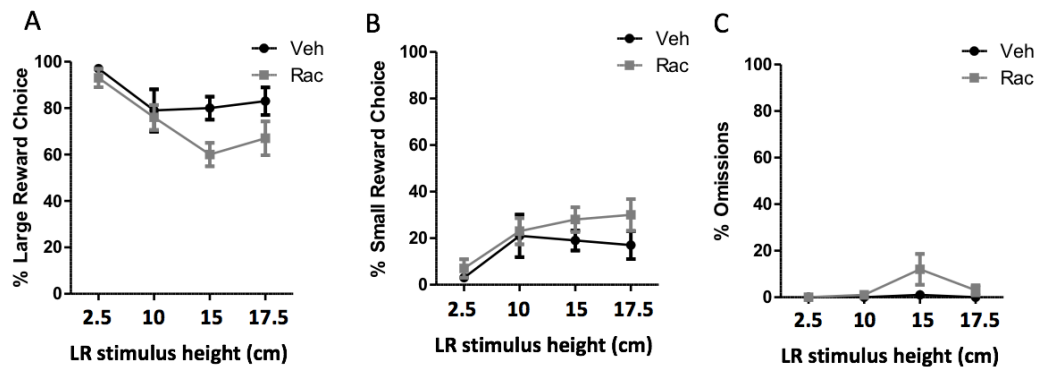 A
Veh
Rac
% Large Reward Choice
100
80
60
40
20
0
2.5 10 15 17.5
LR stimulus height (cm)
B
Veh
Rac
% Small Reward Choice
100
80
60
40
20
0
2.5 10 15 17.5
LR stimulus height (cm)
C
Veh
Rac
% Omissions
100
80
60
40
20
0
2.5 10 15 17.5
LR stimulus height (cm)